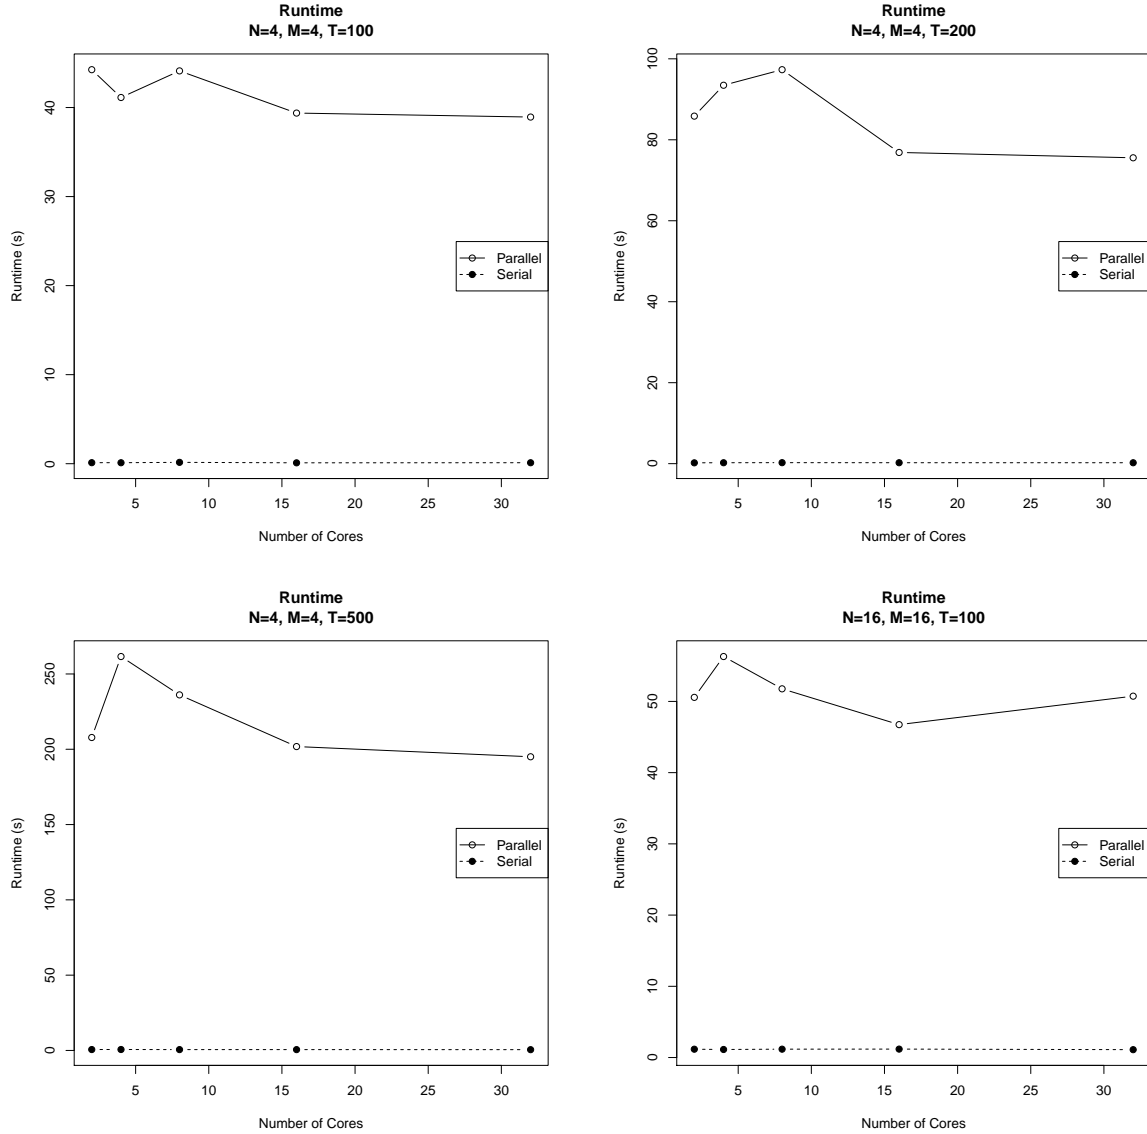 Runtime
N=4, M=4, T=100
Runtime (s)
0
10
20
30
40
Parallel
Serial
5
10
15
20
25
30
Number of Cores
Runtime
N=4, M=4, T=200
Runtime (s)
0
20
40
60
80
100
Parallel
Serial
5
10
15
20
25
30
Number of Cores
Runtime
N=4, M=4, T=500
Runtime (s)
0
50
100
150
200
250
Parallel
Serial
5
10
15
20
25
30
Number of Cores
Runtime
N=16, M=16, T=100
Runtime (s)
0
10
20
30
40
50
Parallel
Serial
5
10
15
20
25
30
Number of Cores